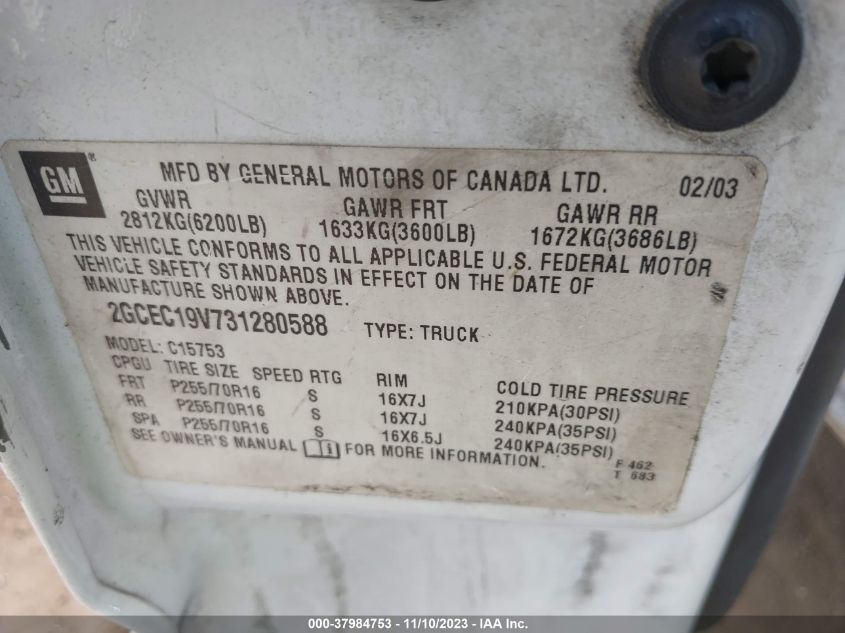 GM ®
MFD BY GENERAL MOTORS OF CANADA LTD. 02/03
GVWR GAWR FRT GAWR RR
2812KG(6200LB) 1633KG(3600LB) 1672KG(3686LB)
THIS VEHICLE CONFORMS TO ALL APPLICABLE U.S. FEDERAL MOTOR
VEHICLE SAFETY STANDARDS IN EFFECT ON THE DATE OF
MANUFACTURE SHOWN ABOVE.
2GCEC19V731280588 TYPE: TRUCK
MODEL: C15753
CPGU TIRE SIZE SPEED RTG RIM COLD TIRE PRESSURE
FRT P255/70R16 S 16X7J 210KPA(30PSI)
RR P255/70R16 S 16X7J 240KPA(35PSI)
SPA P255/70R16 S 16X6.5J 240KPA(35PSI)
SEE OWNER'S MANUAL FOR MORE INFORMATION.
F 462
T 683
000-37984753 - 11/10/2023 - IAA Inc.